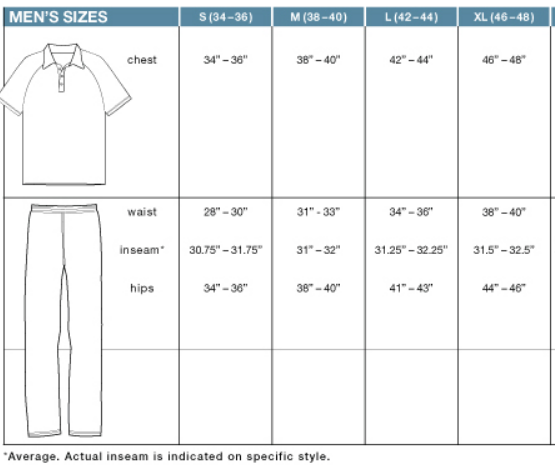 MEN'S SIZES S (34–36) M (38–40) L (42–44) XL (46–48)
chest 34” – 36” 38” – 40” 42” – 44” 46” – 48”
waist 28” – 30” 31” - 33” 34” – 36” 38” – 40”
inseam* 30.75” – 31.75” 31” – 32” 31.25” – 32.25” 31.5” – 32.5”
hips 34” – 36” 38” – 40” 41” – 43” 44” – 46”
*Average. Actual inseam is indicated on specific style.